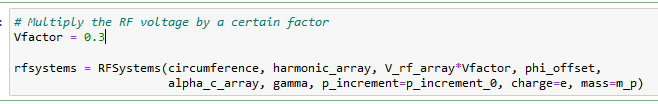 # Multiply the RF voltage by a certain factor
Vfactor = 0.3
rfsystems = RFSystems(circumference, harmonic_array, V_rf_array*Vfactor, phi_offset,
alpha_c_array, gamma, p_increment=p_increment_0, charge=e, mass=m_p)